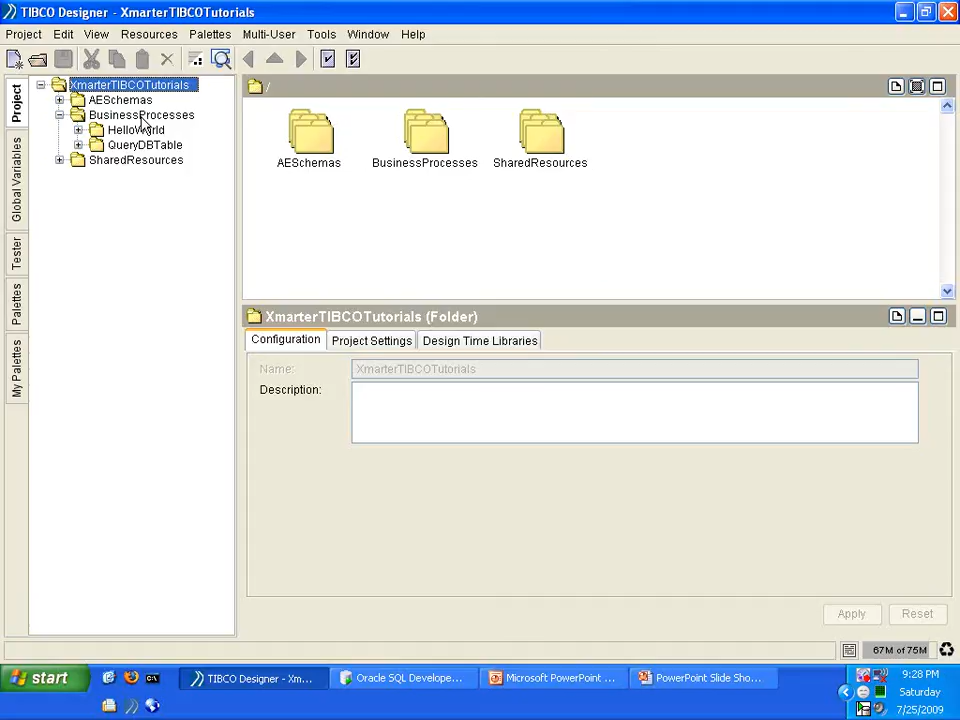 TIBCO Designer - XmarterTIBCOTutorials
Project Edit View Resources Palettes Multi-User Tools Window Help
Project
Global Variables
Tester
Palettes
My Palettes
XmarterTIBCOTutorials
AESchemas
BusinessProcesses
HelloWorld
QueryDBTable
SharedResources
/
AESchemas BusinessProcesses SharedResources
XmarterTIBCOTutorials (Folder)
Configuration Project Settings Design Time Libraries
Name: XmarterTIBCOTutorials
Description:
Apply Reset
67M of 75M
start TIBCO Designer - Xm... Oracle SQL Develope... Microsoft PowerPoint ... PowerPoint Slide Sho...
9:28 PM
Saturday
7/25/2009